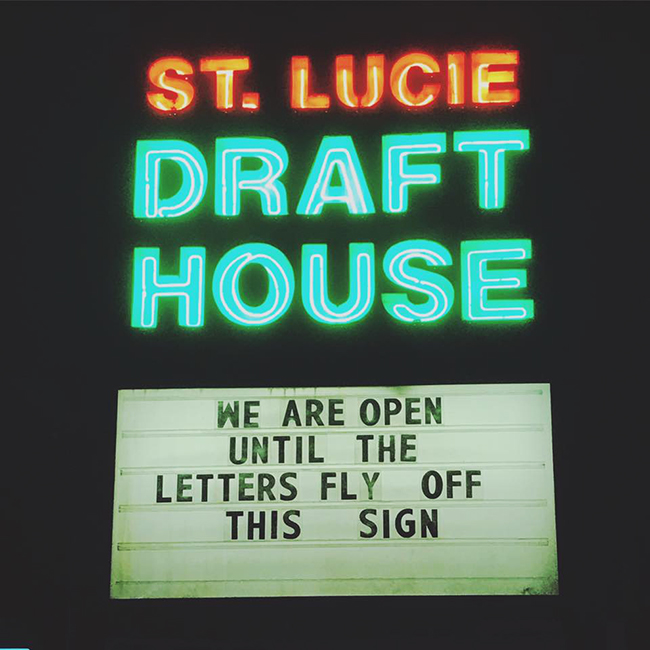 ST. LUCIE
DRAFT
HOUSE
WE ARE OPEN
UNTIL THE
LETTERS FLY OFF
THIS SIGN